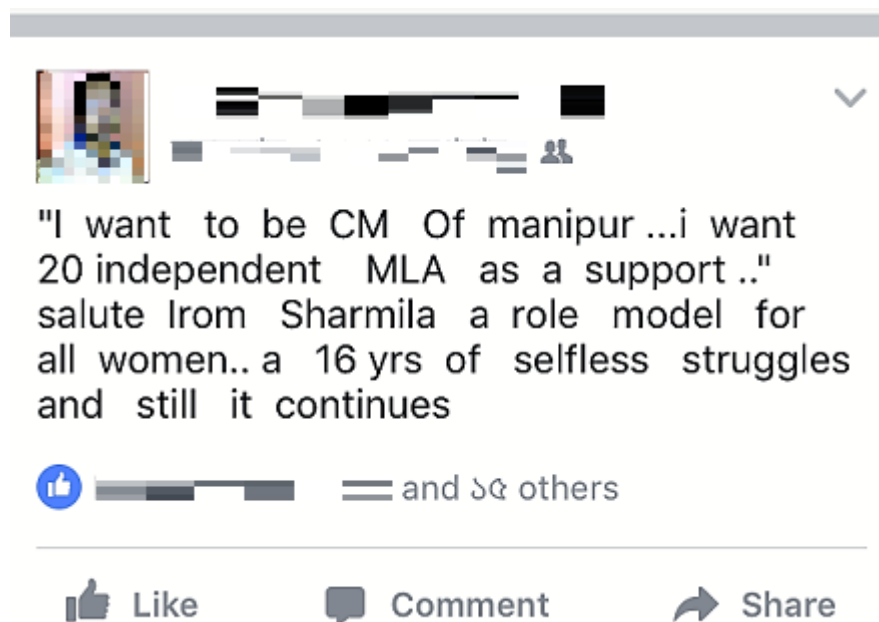 "I want to be CM Of manipur ...i want
20 independent MLA as a support .."
salute Irom Sharmila a role model for
all women.. a 16 yrs of selfless struggles
and still it continues
and ১৫ others
Like Comment Share